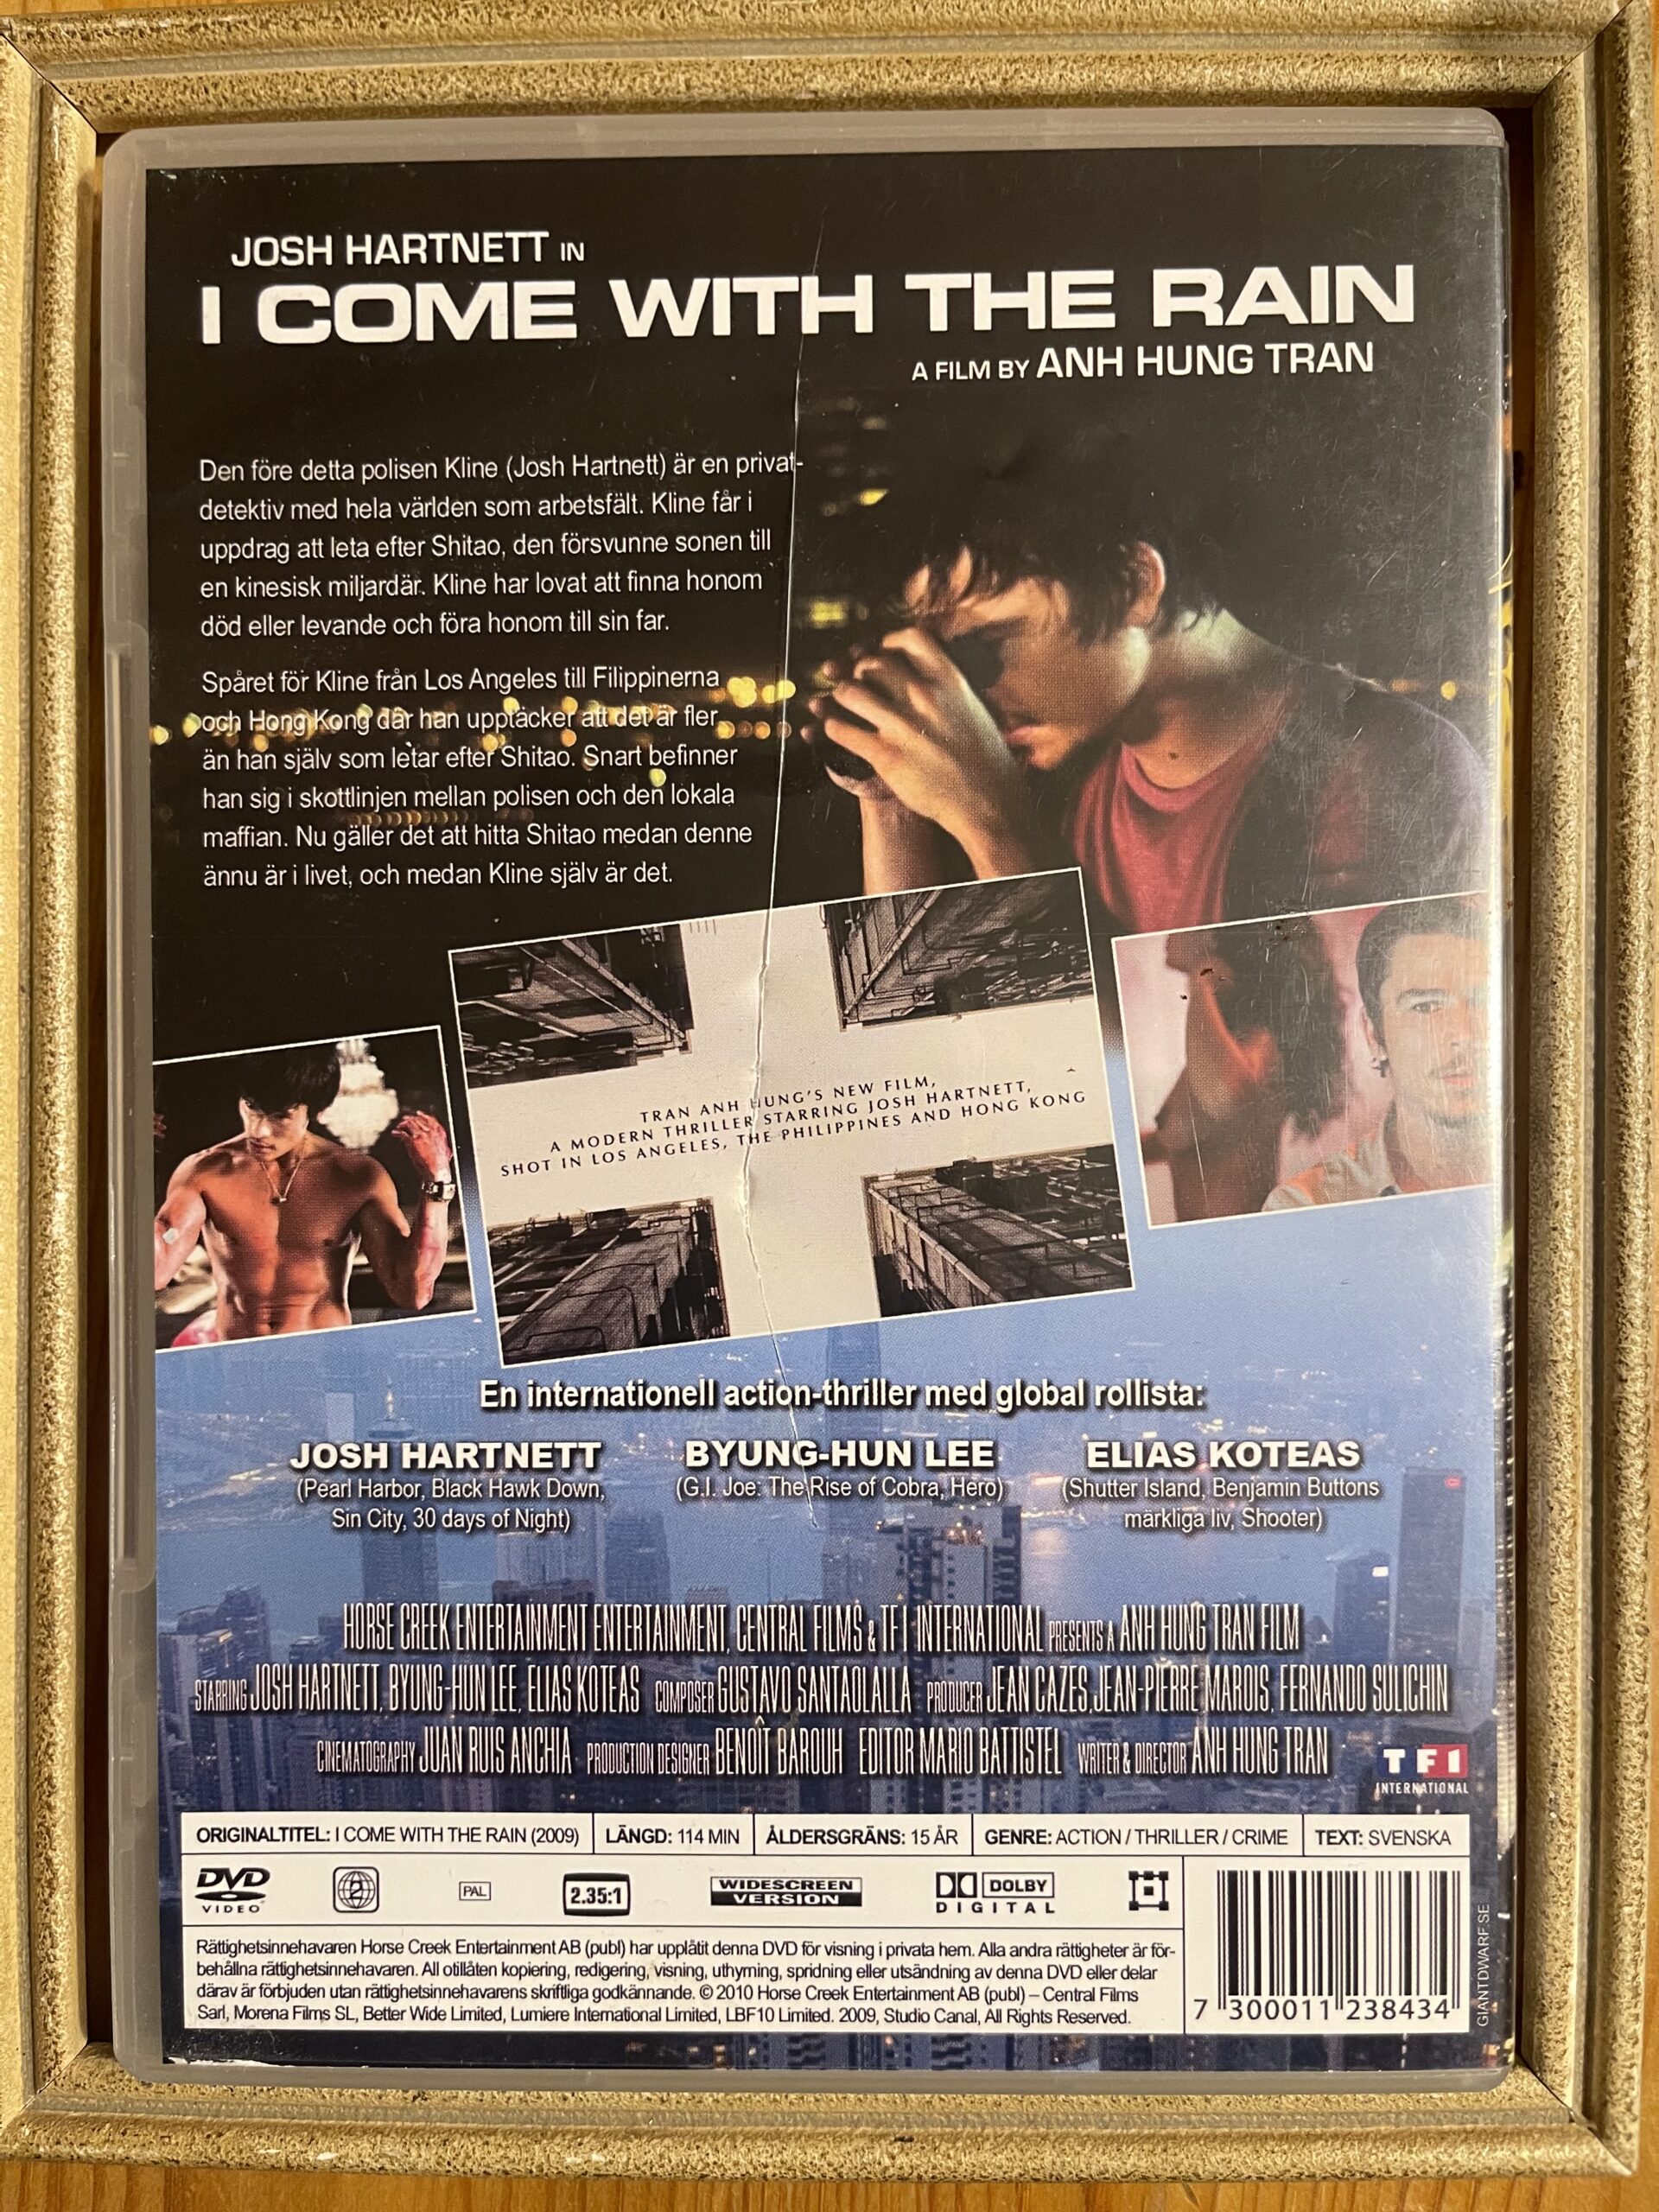 JOSH HARTNETT IN
I COME WITH THE RAIN
A FILM BY ANH HUNG TRAN
Den före detta polisen Kline (Josh Hartnett) är en privat-
detektiv med hela världen som arbetsfält. Kline får i
uppdrag att leta efter Shitao, den försvunne sonen till
en kinesisk miljardär. Kline har lovat att finna honom
död eller levande och föra honom till sin far.
Spåret för Kline från Los Angeles till Filippinerna
och Hong Kong där han upptäcker att det är fler
än han själv som letar efter Shitao. Snart befinner
han sig i skottlinjen mellan polisen och den lokala
maffian. Nu gäller det att hitta Shitao medan denne
ännu är i livet, och medan Kline själv är det.
TRAN ANH HUNG'S NEW FILM,
A MODERN THRILLER STARRING JOSH HARTNETT,
SHOT IN LOS ANGELES, THE PHILIPPINES AND HONG KONG
En internationell action-thriller med global rollista:
JOSH HARTNETT
(Pearl Harbor, Black Hawk Down,
Sin City, 30 days of Night)
BYUNG-HUN LEE
(G.I. Joe: The Rise of Cobra, Hero)
ELIAS KOTEAS
(Shutter Island, Benjamin Buttons
märkliga liv, Shooter)
HORSE CREEK ENTERTAINMENT ENTERTAINMENT, CENTRAL FILMS & TF1 INTERNATIONAL PRESENTS A ANH HUNG TRAN FILM
STARRING JOSH HARTNETT, BYUNG-HUN LEE, ELIAS KOTEAS COMPOSER GUSTAVO SANTAOLALLA PRODUCER JEAN CAZES, JEAN-PIERRE MAROIS, FERNANDO SULICHIN
CINEMATOGRAPHY JUAN RUIS ANCHIA PRODUCTION DESIGNER BENOÎT BAROUH EDITOR MARIO BATTISTEL WRITER & DIRECTOR ANH HUNG TRAN
TF1
INTERNATIONAL
ORIGINALTITEL: I COME WITH THE RAIN (2009) LÄNGD: 114 MIN ÅLDERSGRÄNS: 15 ÅR GENRE: ACTION / THRILLER / CRIME TEXT: SVENSKA
DVD
VIDEO
2
PAL
2.35:1
WIDESCREEN
VERSION
DOLBY
DIGITAL
Rättighetsinnehavaren Horse Creek Entertainment AB (publ) har upplåtit denna DVD för visning i privata hem. Alla andra rättigheter är för-
behållna rättighetsinnehavaren. All otillåten kopiering, redigering, visning, uthyrning, spridning eller utsändning av denna DVD eller delar
därav är förbjuden utan rättighetsinnehavarens skriftliga godkännande. © 2010 Horse Creek Entertainment AB (publ) – Central Films
Sarl, Morena Films SL, Better Wide Limited, Lumiere International Limited, LBF10 Limited. 2009, Studio Canal, All Rights Reserved.
7 300011 238434
GIANTDWARF.SE